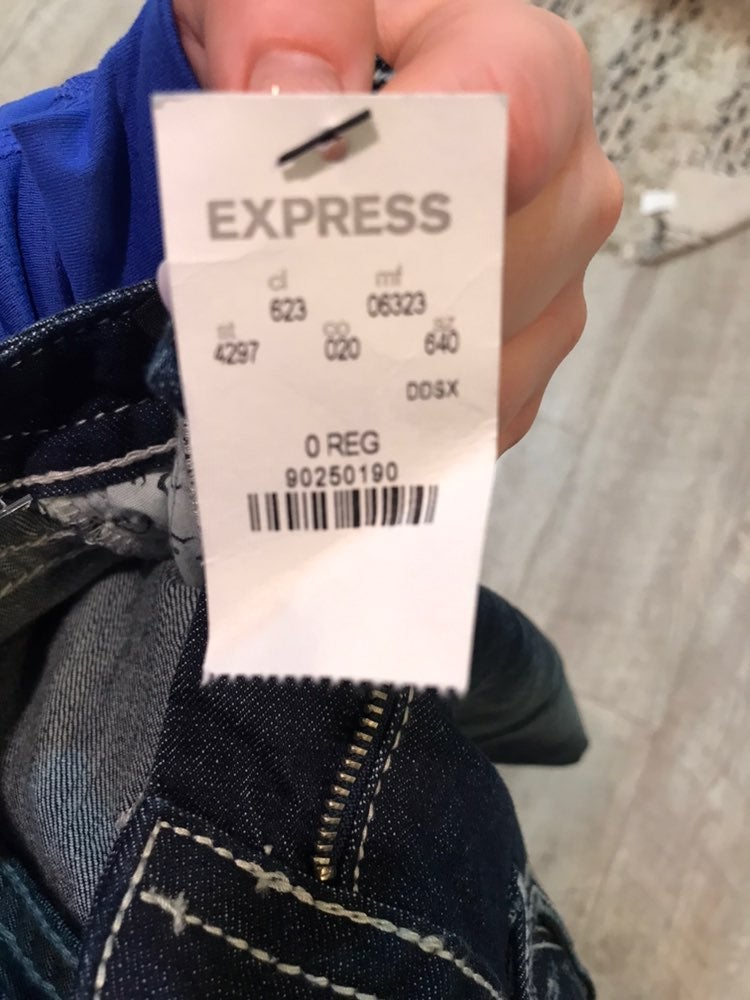 EXPRESS
cl mf
623 06323
st co sz
4297 020 640
DDSX
0 REG
90250190